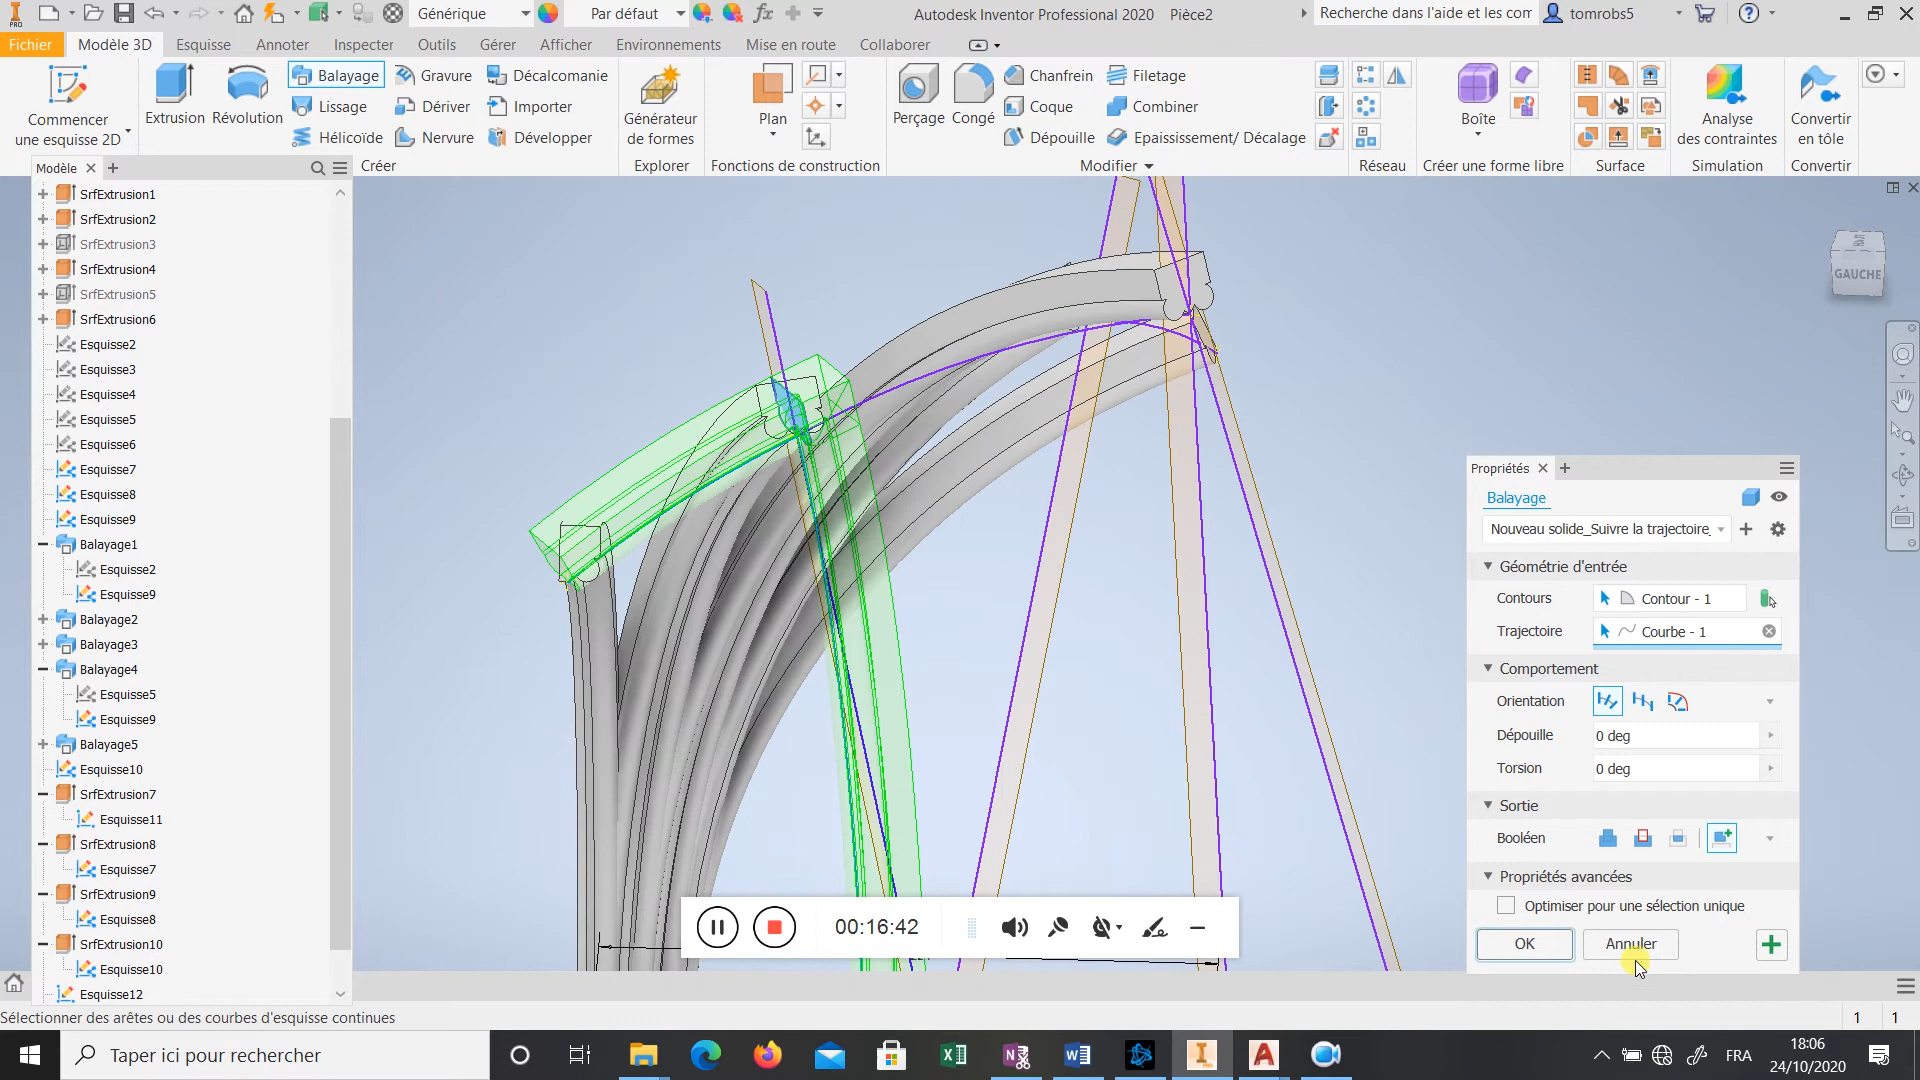 PRO
Générique
Par défaut
fx
Autodesk Inventor Professional 2020 Pièce2
Recherche dans l'aide et les com
tomrobs5
Fichier
Modèle 3D
Esquisse
Annoter
Inspecter
Outils
Gérer
Afficher
Environnements
Mise en route
Collaborer
Commencer
une esquisse 2D
Extrusion
Révolution
Balayage
Lissage
Hélicoïde
Gravure
Dériver
Nervure
Décalcomanie
Importer
Développer
Générateur
de formes
Plan
Perçage
Congé
Chanfrein
Coque
Dépouille
Filetage
Combiner
Epaississement/ Décalage
Boîte
Analyse
des contraintes
Convertir
en tôle
Créer
Explorer
Fonctions de construction
Modifier
Réseau
Créer une forme libre
Surface
Simulation
Convertir
Modèle
SrfExtrusion1
SrfExtrusion2
SrfExtrusion3
SrfExtrusion4
SrfExtrusion5
SrfExtrusion6
Esquisse2
Esquisse3
Esquisse4
Esquisse5
Esquisse6
Esquisse7
Esquisse8
Esquisse9
Balayage1
Esquisse2
Esquisse9
Balayage2
Balayage3
Balayage4
Esquisse5
Esquisse9
Balayage5
Esquisse10
SrfExtrusion7
Esquisse11
SrfExtrusion8
Esquisse7
SrfExtrusion9
Esquisse8
SrfExtrusion10
Esquisse10
Esquisse12
GAUCHE
Propriétés
Balayage
Nouveau solide_Suivre la trajectoire_
Géométrie d'entrée
Contours
Contour - 1
Trajectoire
Courbe - 1
Comportement
Orientation
Dépouille
0 deg
Torsion
0 deg
Sortie
Booléen
Propriétés avancées
Optimiser pour une sélection unique
OK
Annuler
00:16:42
Sélectionner des arêtes ou des courbes d'esquisse continues
1 1
Taper ici pour rechercher
FRA
18:06
24/10/2020